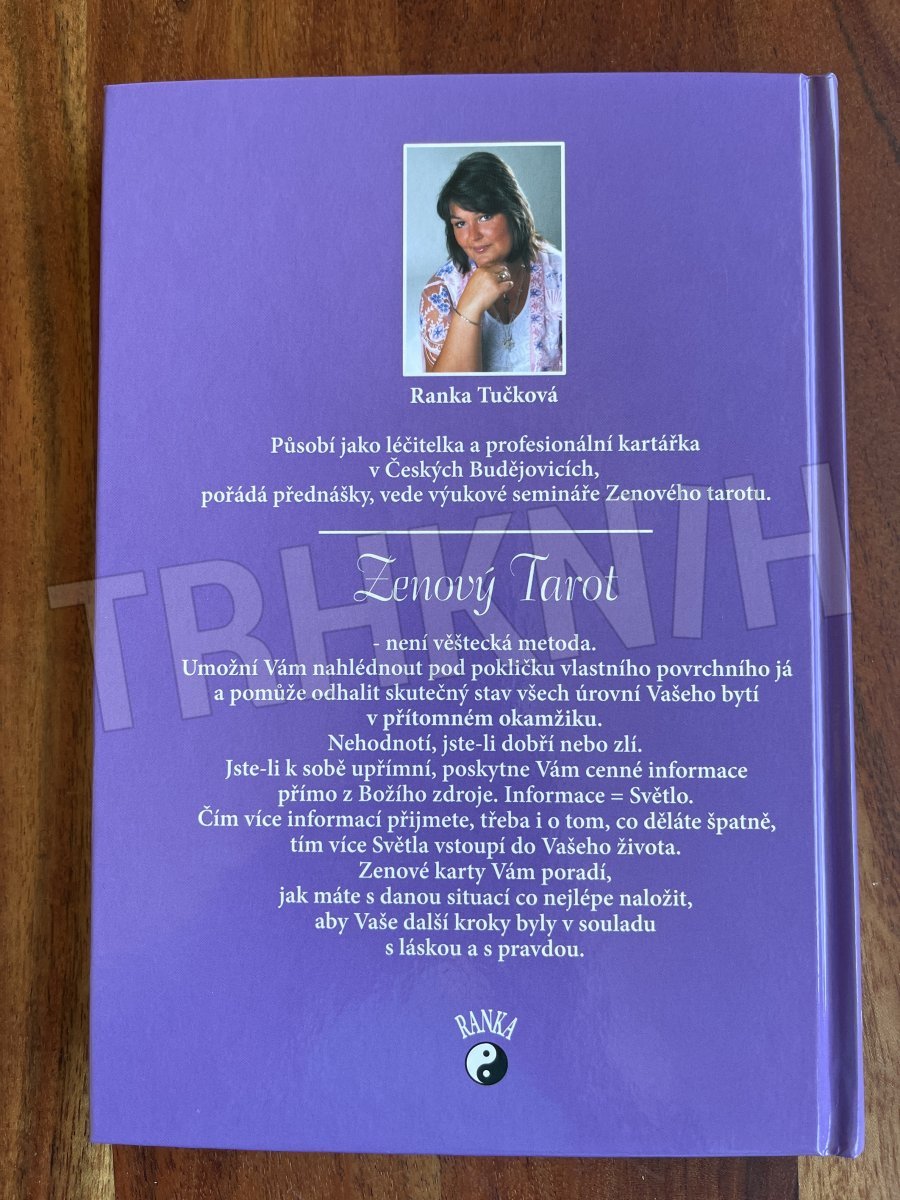 Ranka Tučková
Působí jako léčitelka a profesionální kartářka
v Českých Budějovicích,
pořádá přednášky, vede výukové semináře Zenového tarotu.
Zenový Tarot
- není věštecká metoda.
Umožní Vám nahlédnout pod pokličku vlastního povrchního já
a pomůže odhalit skutečný stav všech úrovní Vašeho bytí
v přítomném okamžiku.
Nehodnotí, jste-li dobří nebo zlí.
Jste-li k sobě upřímní, poskytne Vám cenné informace
přímo z Božího zdroje. Informace = Světlo.
Čím více informací přijmete, třeba i o tom, co děláte špatně,
tím více Světla vstoupí do Vašeho života.
Zenové karty Vám poradí,
jak máte s danou situací co nejlépe naložit,
aby Vaše další kroky byly v souladu
s láskou a s pravdou.
RANKA
TRHKNIH